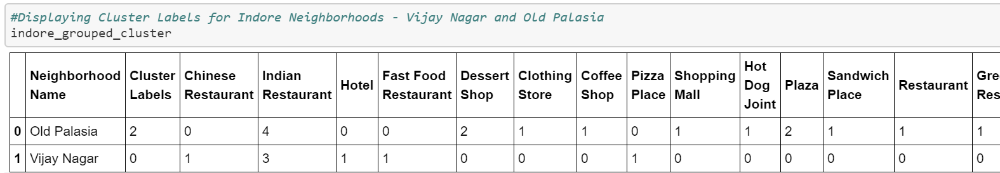 #Displaying Cluster Labels for Indore Neighborhoods - Vijay Nagar and Old Palasia
indore_grouped_cluster
Neighborhood Name Cluster Labels Chinese Restaurant Indian Restaurant Hotel Fast Food Restaurant Dessert Shop Clothing Store Coffee Shop Pizza Place Shopping Mall Hot Dog Joint Plaza Sandwich Place Restaurant Gre Res
0 Old Palasia 2 0 4 0 0 2 1 1 0 1 1 2 1 1 1
1 Vijay Nagar 0 1 3 1 1 0 0 0 1 0 0 0 0 0 0